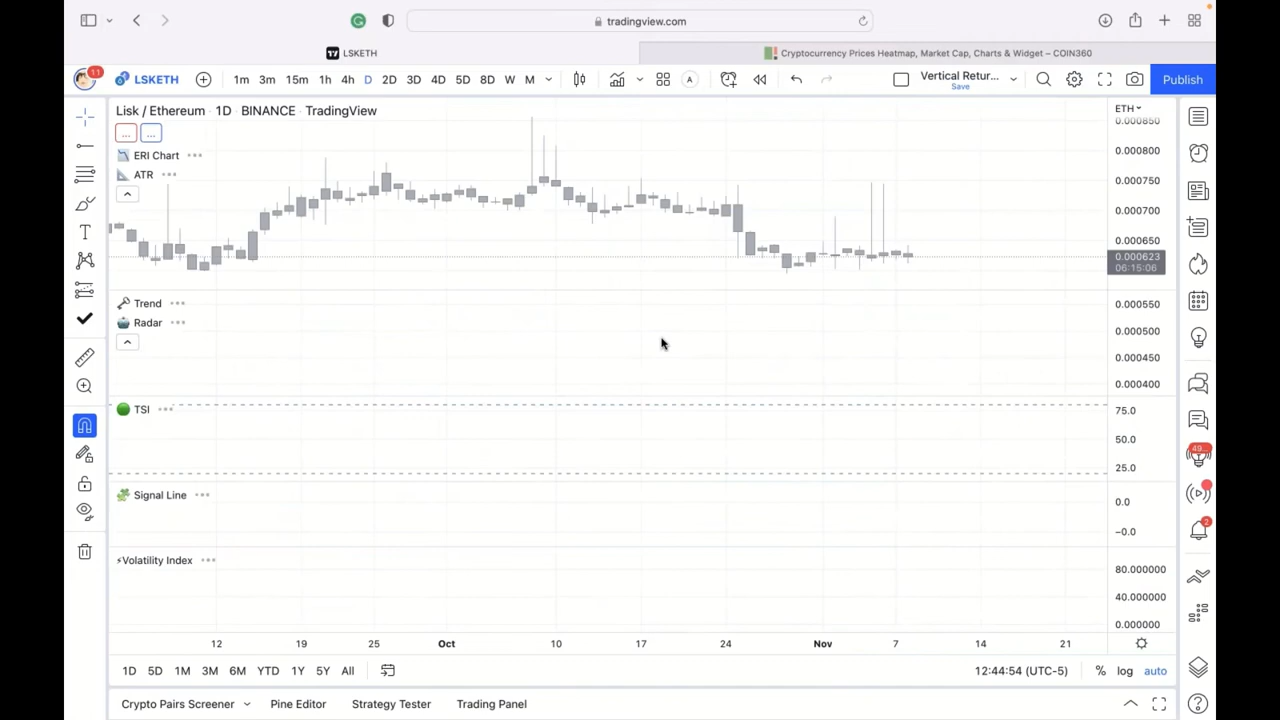 tradingview.com
LSKETH
Cryptocurrency Prices Heatmap, Market Cap, Charts & Widget – COIN360
11
LSKETH
1m 3m 15m 1h 4h D 2D 3D 4D 5D 8D W M
A
Vertical Retur...
Save
Publish
Lisk / Ethereum · 1D · BINANCE · TradingView
ETH
0.000850
... ...
0.000800
ERI Chart
ATR
0.000750
0.000700
0.000650
0.000623
06:15:06
Trend
0.000550
Radar
0.000500
0.000450
0.000400
TSI
75.0
50.0
25.0
49...
Signal Line
0.0
−0.0
2
⚡Volatility Index
80.000000
40.000000
0.000000
12 19 25 Oct 10 17 24 Nov 7 14 21
1D 5D 1M 3M 6M YTD 1Y 5Y All
12:44:54 (UTC-5)
% log auto
Crypto Pairs Screener Pine Editor Strategy Tester Trading Panel